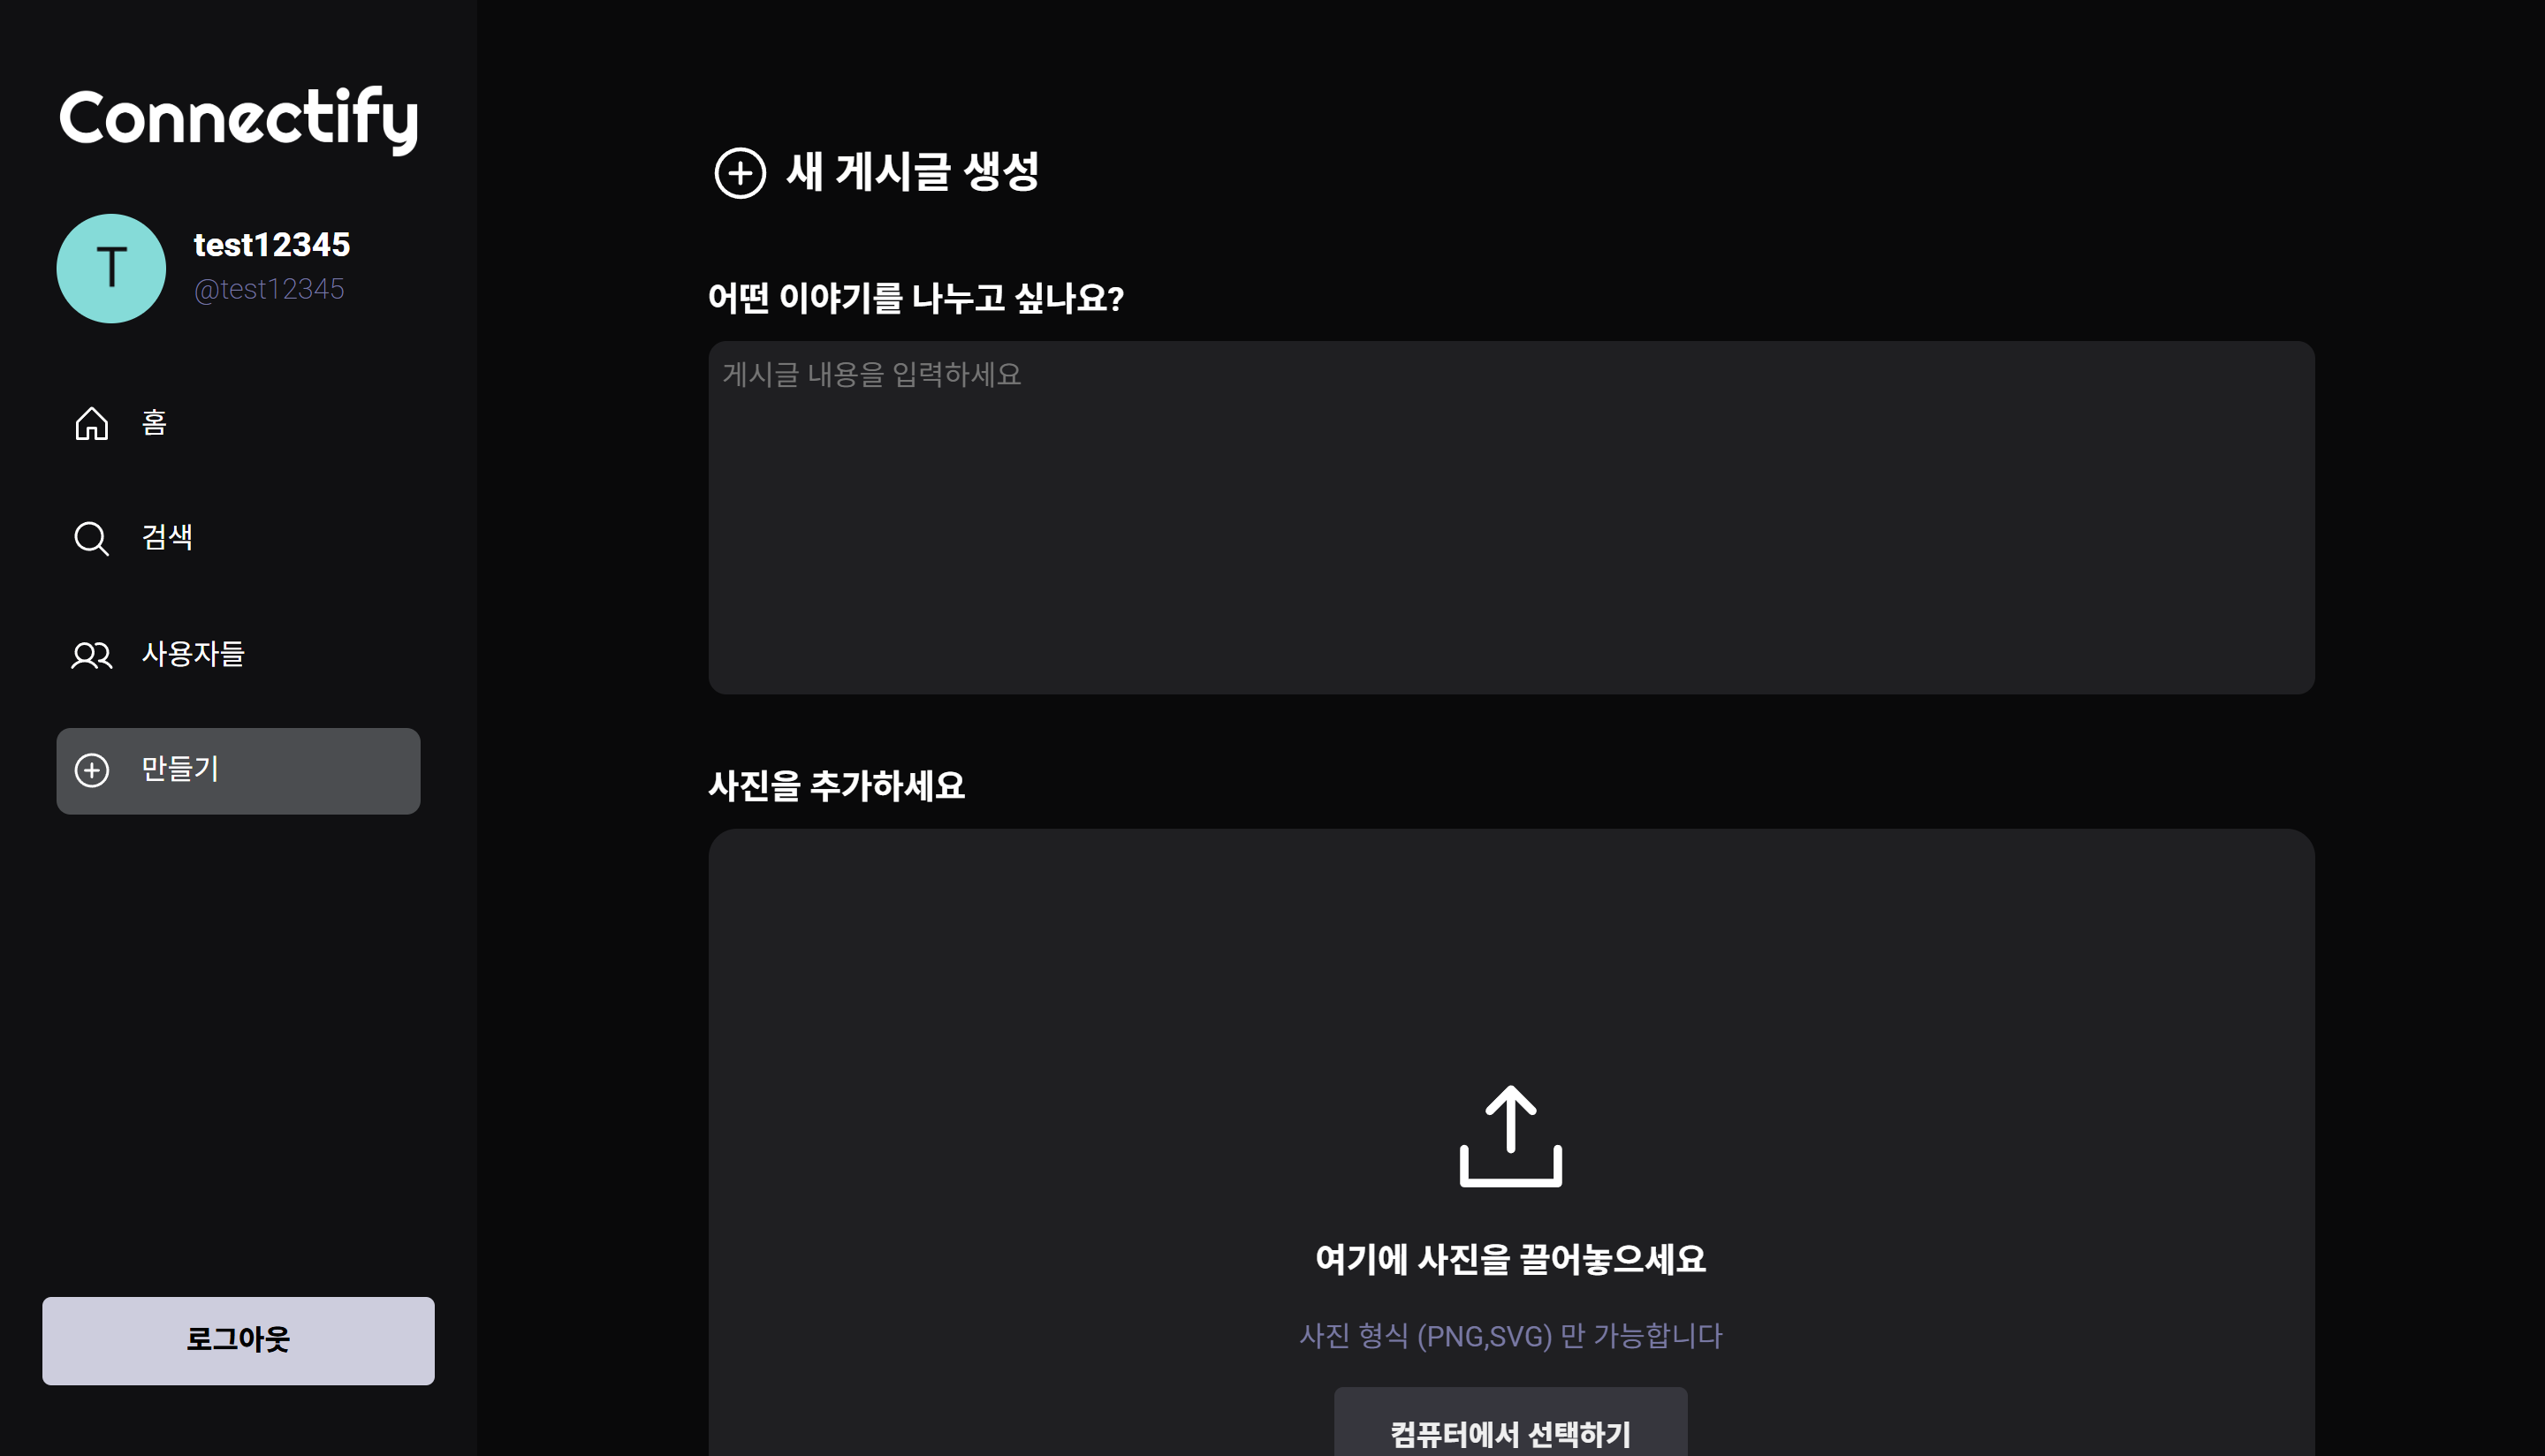 Connectify
T
test12345
@test12345
홈
검색
사용자들
만들기
로그아웃
새 게시글 생성
어떤 이야기를 나누고 싶나요?
게시글 내용을 입력하세요
사진을 추가하세요
여기에 사진을 끌어놓으세요
사진 형식 (PNG,SVG) 만 가능합니다
컴퓨터에서 선택하기